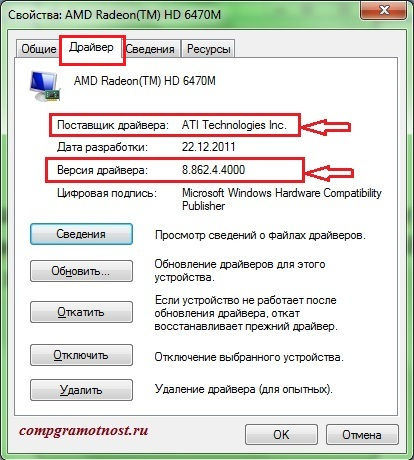 Свойства: AMD Radeon(TM) HD 6470M
Общие Драйвер Сведения Ресурсы
AMD Radeon(TM) HD 6470M
Поставщик драйвера: ATI Technologies Inc.
Дата разработки: 22.12.2011
Версия драйвера: 8.862.4.4000
Цифровая подпись: Microsoft Windows Hardware Compatibility
Publisher
Сведения Просмотр сведений о файлах драйверов.
Обновить... Обновление драйверов для этого
устройства.
Откатить Если устройство не работает после
обновления драйвера, откат
восстанавливает прежний драйвер.
Отключить Отключение выбранного устройства.
Удалить Удаление драйвера (для опытных).
compgramotnost.ru
OK Отмена